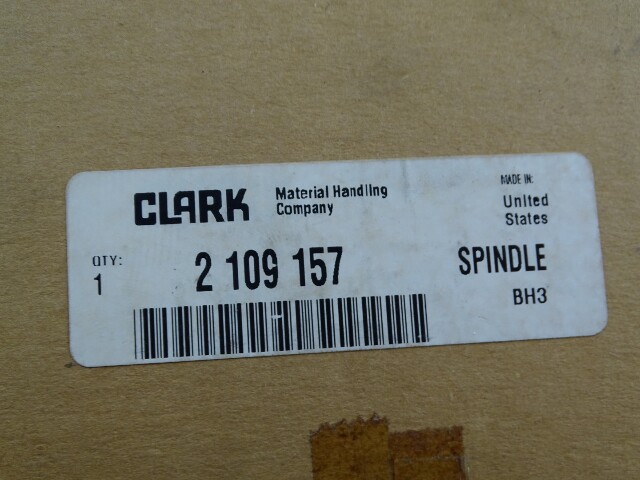 CLARK
Material Handling
Company
MADE IN:
United
States
QTY:
1
2 109 157
SPINDLE
BH3